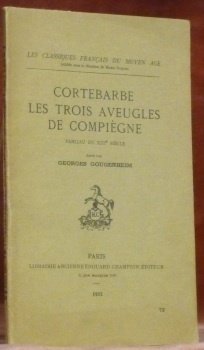 LES CLASSIQUES FRANÇAIS DU MOYEN AGE
CORTEBARBE
LES TROIS AVEUGLES
DE COMPIÈGNE
FABLIAU DU XIIIe SIÈCLE
GEORGES GOUGENHEIM
PARIS
LIBRAIRIE ANCIENNE EDOUARD CHAMPION, ÉDITEUR
72